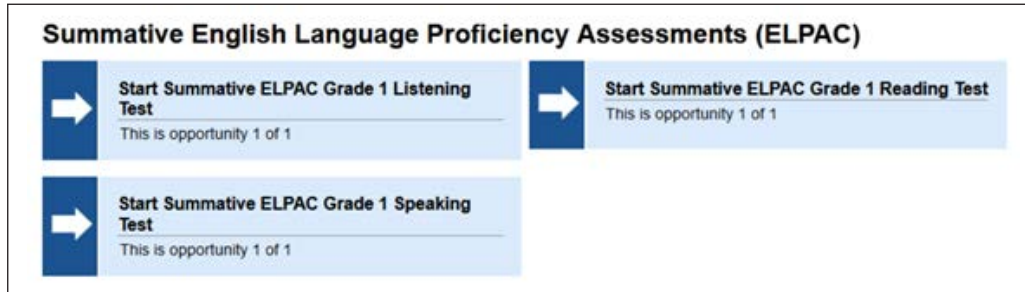 Summative English Language Proficiency Assessments (ELPAC)
Start Summative ELPAC Grade 1 Listening
Test
This is opportunity 1 of 1
Start Summative ELPAC Grade 1 Reading Test
This is opportunity 1 of 1
Start Summative ELPAC Grade 1 Speaking
Test
This is opportunity 1 of 1